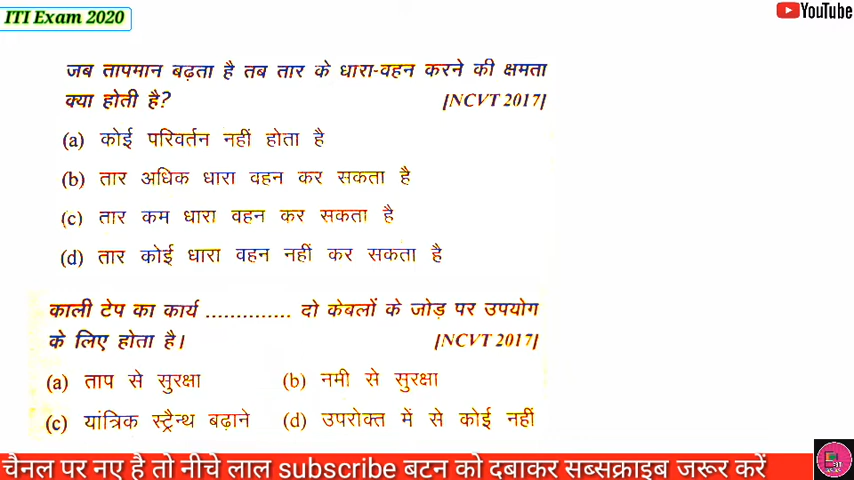 ITI Exam 2020
YouTube
जब तापमान बढ़ता है तब तार के धारा-वहन करने की क्षमता
क्या होती है? [NCVT 2017]
(a) कोई परिवर्तन नहीं होता है
(b) तार अधिक धारा वहन कर सकता है
(c) तार कम धारा वहन कर सकता है
(d) तार कोई धारा वहन नहीं कर सकता है
काली टेप का कार्य .............. दो केबलों के जोड़ पर उपयोग
के लिए होता है। [NCVT 2017]
(a) ताप से सुरक्षा (b) नमी से सुरक्षा
(c) यांत्रिक स्ट्रैन्थ बढ़ाने (d) उपरोक्त में से कोई नहीं
चैनल पर नए है तो नीचे लाल subscribe बटन को दबाकर सब्सक्राइब जरूर करें